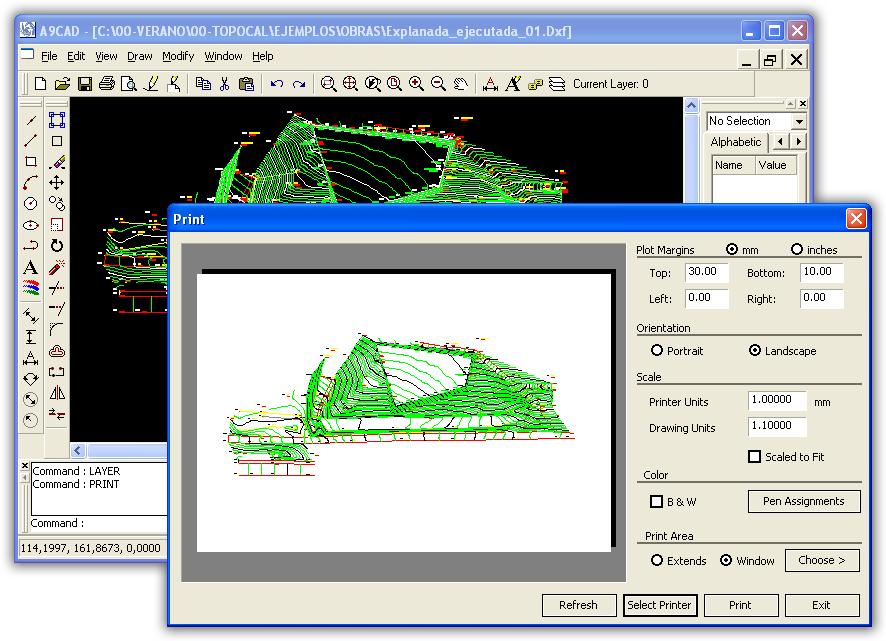 A9CAD - [C:\00-VERANO\00-TOPOCAL\EJEMPLOS\OBRAS\Explanada_ejecutada_01.Dxf]
File Edit View Draw Modify Window Help
Current Layer: 0
No Selection
Alphabetic
Name Value
Command : LAYER
Command : PRINT
Command :
114,1997, 161,8673, 0,0000
Print
Plot Margins mm inches
Top: 30.00 Bottom: 10.00
Left: 0.00 Right: 0.00
Orientation
Portrait Landscape
Scale
Printer Units 1.00000 mm
Drawing Units 1.10000
Scaled to Fit
Color
B & W Pen Assignments
Print Area
Extends Window Choose >
Refresh Select Printer Print Exit